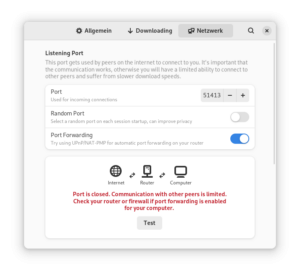 Allgemein Downloading Netzwerk
Listening Port
This port gets used by peers on the internet to connect to you. It's important that
the communication works, otherwise you will have a limited ability to connect to
other peers and suffer from slower download speeds.
Port
Used for incoming connections
51413 − +
Random Port
Select a random port on each session startup, can improve privacy
Port Forwarding
Try using UPnP/NAT-PMP for automatic port forwarding on your router
Internet Router Computer
Port is closed. Communication with other peers is limited.
Check your router or firewall if port forwarding is enabled
for your computer.
Test